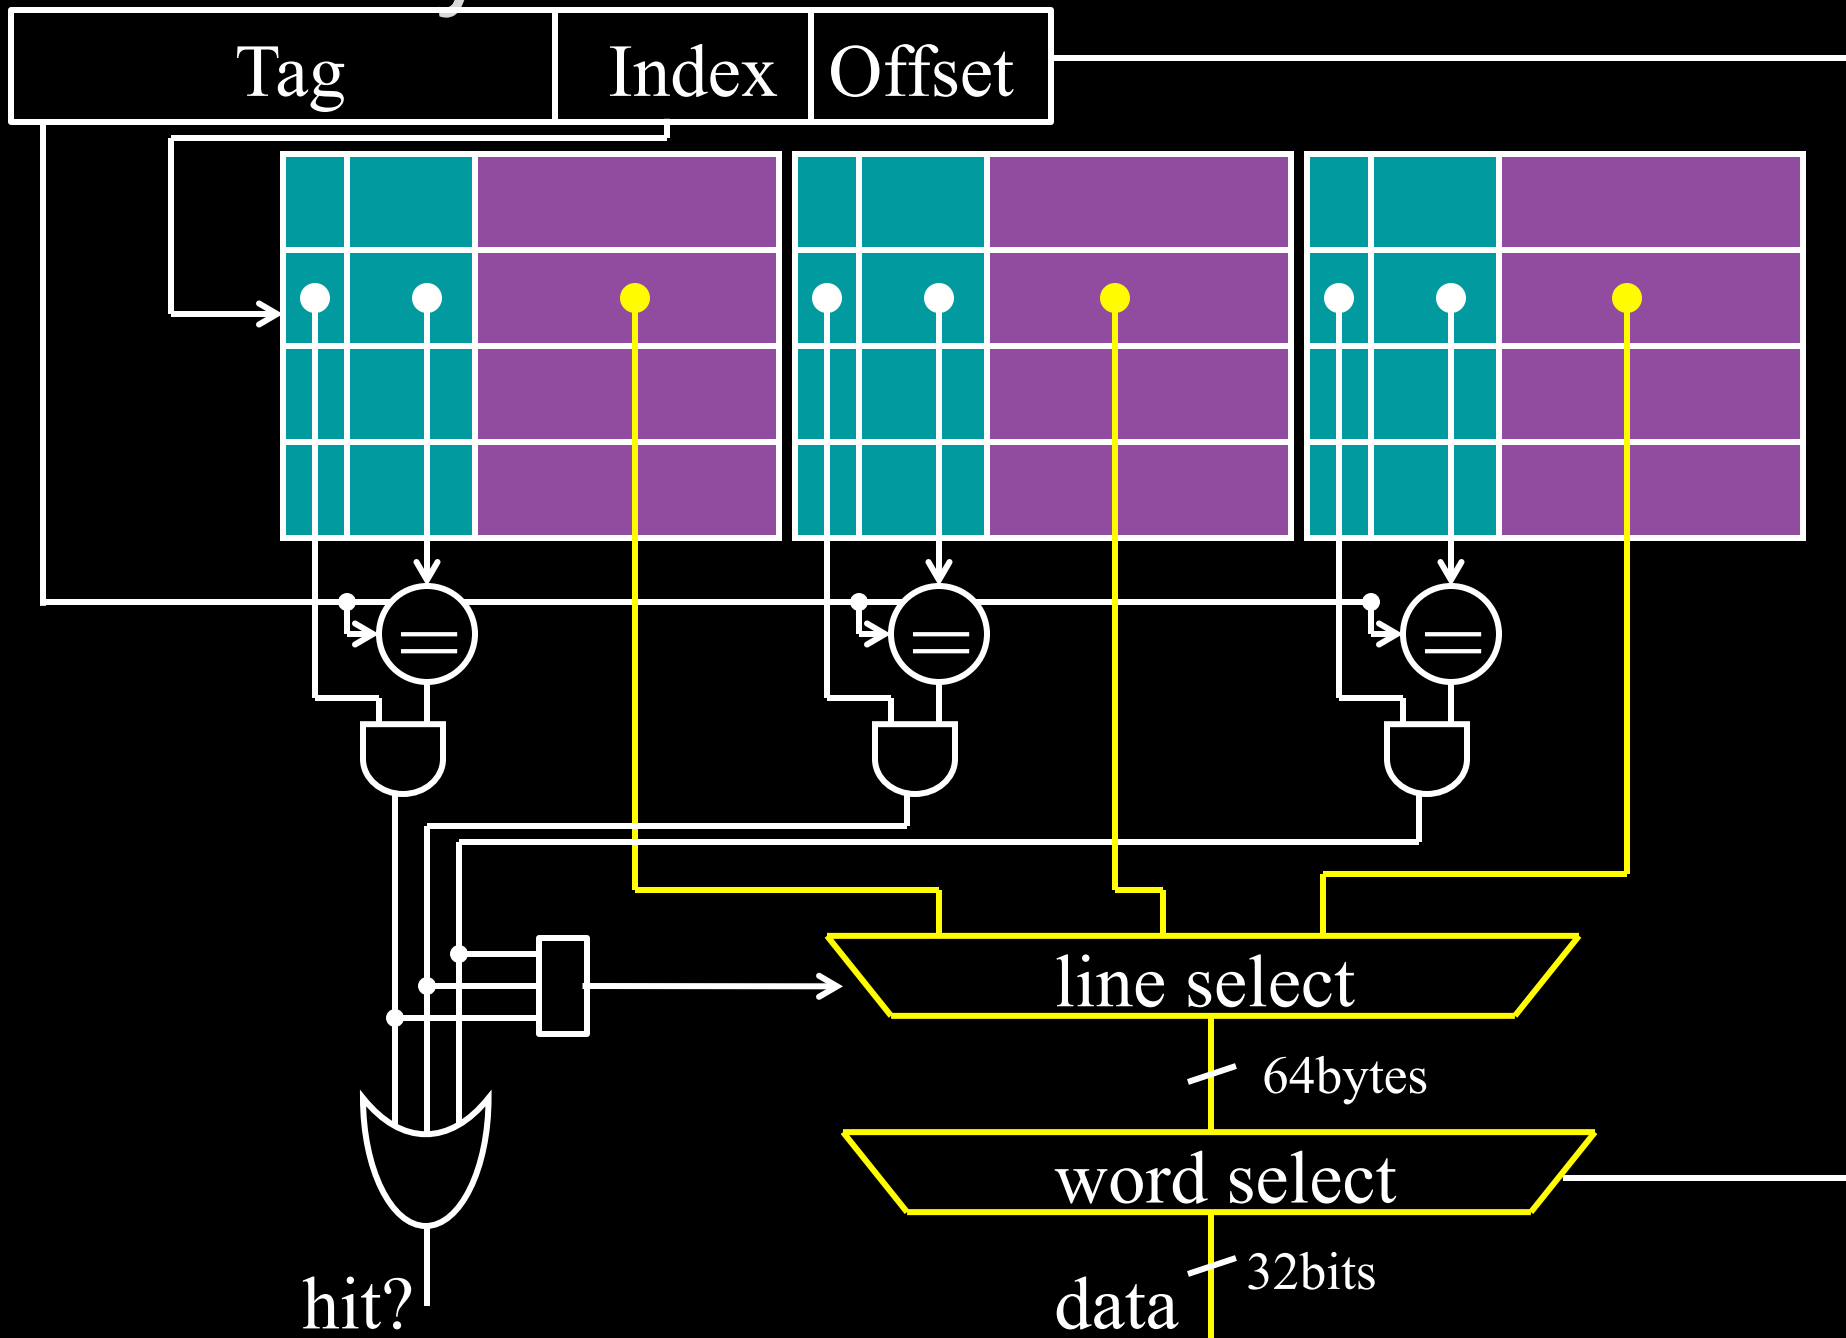 Tag Index Offset
==
==
==
line select
64bytes
word select
32bits
hit?
data